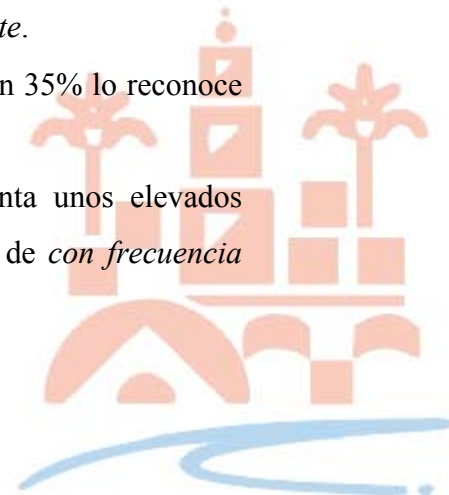 te.
n 35% lo reconoce
nta unos elevados
de con frecuencia